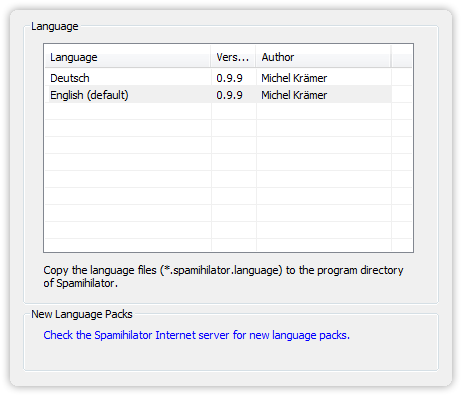 Language
Language Vers... Author
Deutsch 0.9.9 Michel Krämer
English (default) 0.9.9 Michel Krämer
Copy the language files (*.spamihilator.language) to the program directory
of Spamihilator.
New Language Packs
Check the Spamihilator Internet server for new language packs.